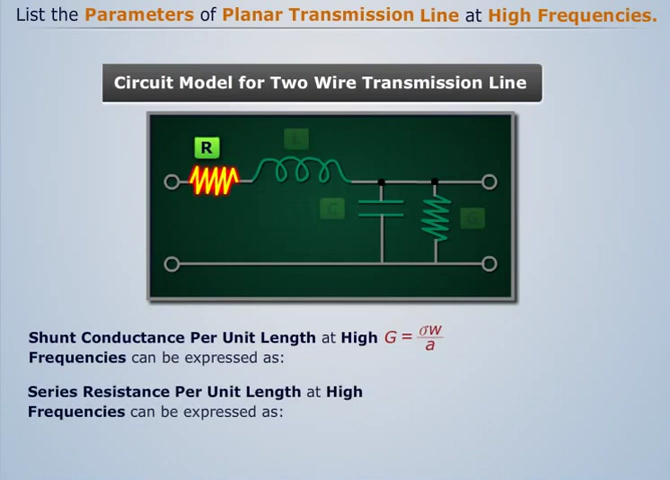 List the Parameters of Planar Transmission Line at High Frequencies.
Circuit Model for Two Wire Transmission Line
R
L
C
G
Shunt Conductance Per Unit Length at High G = σw/a
Frequencies can be expressed as:
Series Resistance Per Unit Length at High
Frequencies can be expressed as: